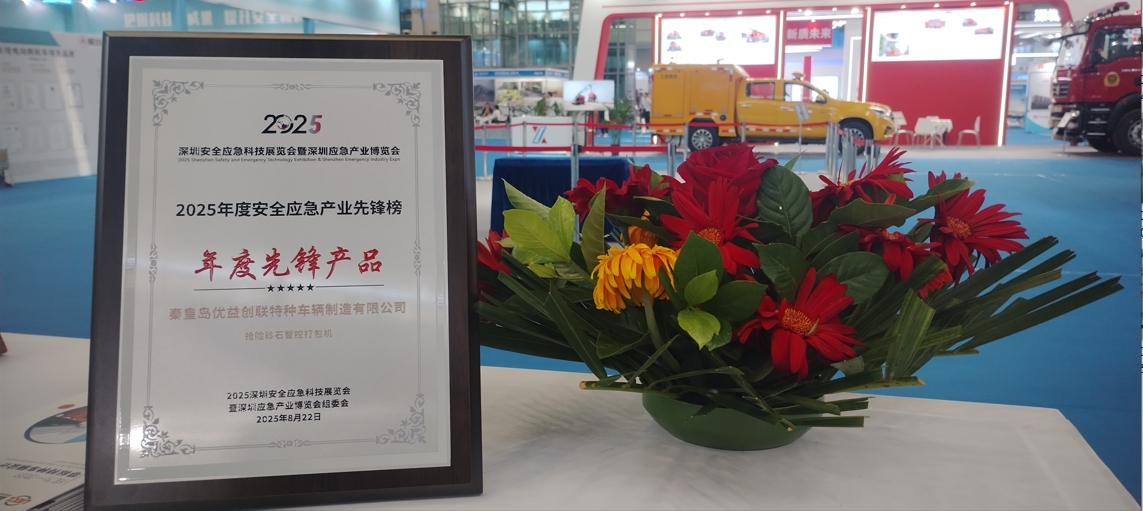 2025
深圳安全应急科技展览会暨深圳应急产业博览会
2025 Shenzhen Safety and Emergency Technology Exhibition & Shenzhen Emergency Industry Expo
2025年度安全应急产业先锋榜
年度先锋产品
★★★★★
秦皇岛优益创联特种车辆制造有限公司
抢险砂石智控打包机
2025深圳安全应急科技展览会
暨深圳应急产业博览会组委会
2025年8月22日
新质未来